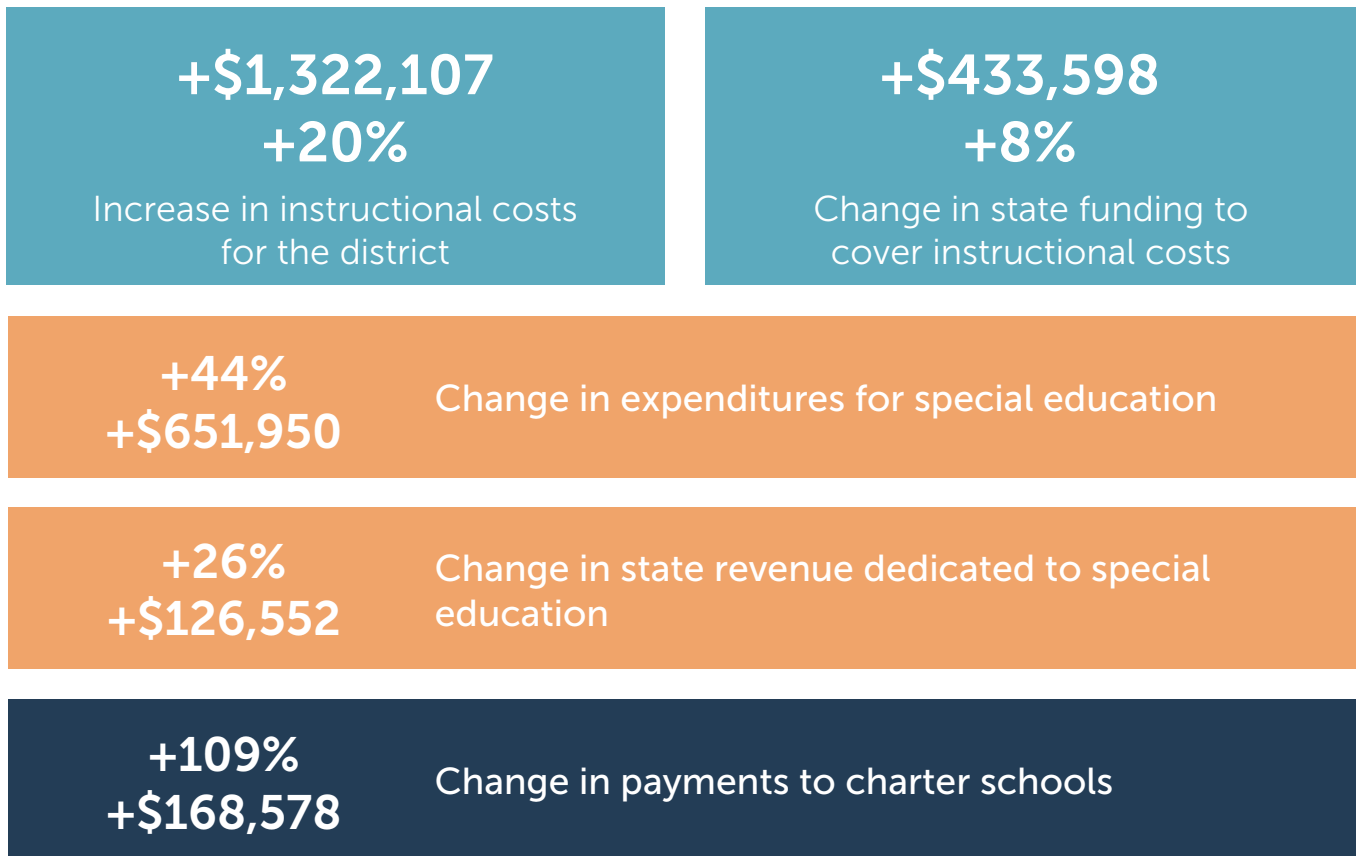 +$1,322,107
+20%
Increase in instructional costs
for the district
+$433,598
+8%
Change in state funding to
cover instructional costs
+44%
+$651,950
Change in expenditures for special education
+26%
+$126,552
Change in state revenue dedicated to special
education
+109%
+$168,578
Change in payments to charter schools